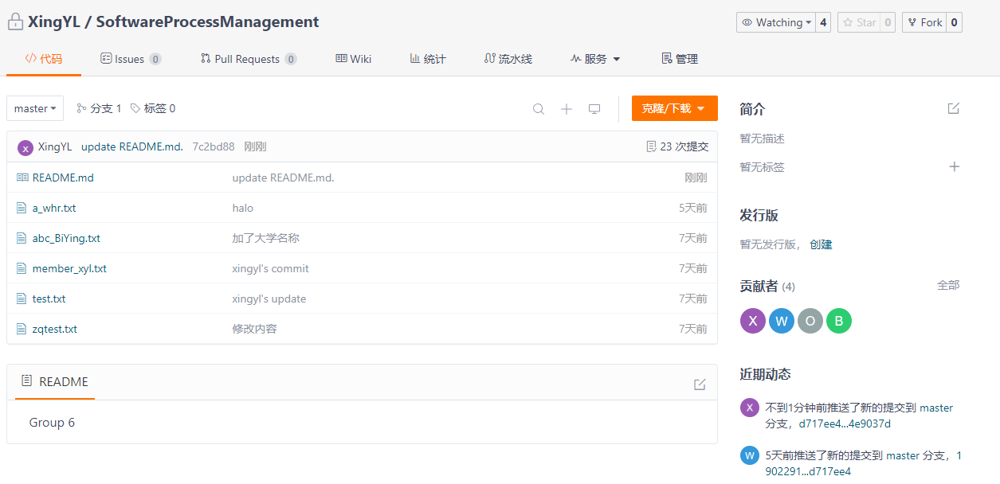 XingYL / SoftwareProcessManagement
Watching 4
Star 0
Fork 0
代码
Issues 0
Pull Requests 0
Wiki
统计
流水线
服务
管理
master
分支 1
标签 0
克隆/下载
X XingYL update README.md. 7c2bd88 刚刚
23 次提交
README.md update README.md. 刚刚
a_whr.txt halo 5天前
abc_BiYing.txt 加了大学名称 7天前
member_xyl.txt xingyl's commit 7天前
test.txt xingyl's update 7天前
zqtest.txt 修改内容 7天前
README
Group 6
简介
暂无描述
暂无标签
发行版
暂无发行版， 创建
贡献者 (4) 全部
X W O B
近期动态
X 不到1分钟前推送了新的提交到 master
分支，d717ee4...4e9037d
W 5天前推送了新的提交到 master 分支，1
902291...d717ee4